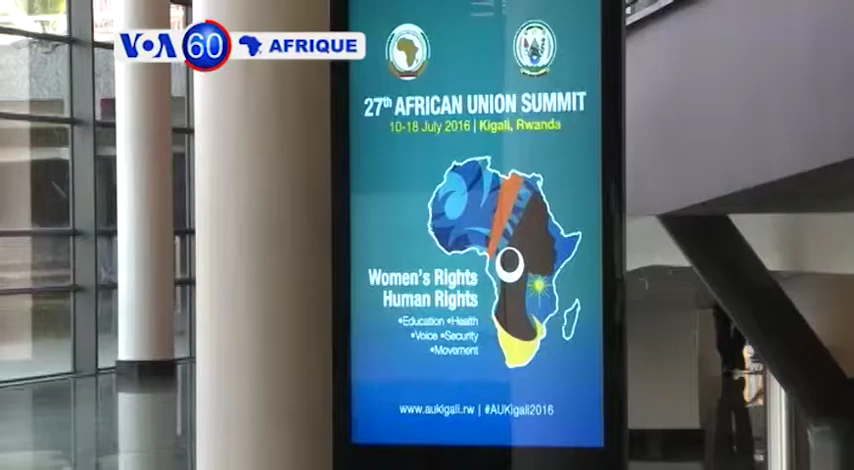 VOA 60 AFRIQUE
27th AFRICAN UNION SUMMIT
10-18 July 2016 | Kigali, Rwanda
Women's Rights
Human Rights
•Education •Health
•Voice •Security
•Movement
www.aukigali.rw | #AUKigali2016